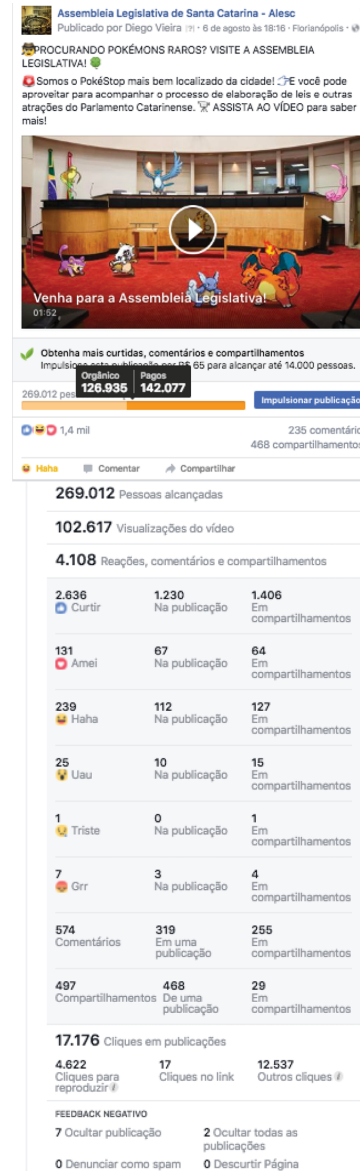 Assembleia Legislativa de Santa Catarina - Alesc
Publicado por Diego Vieira [?] · 6 de agosto às 18:16 · Florianópolis ·
PROCURANDO POKÉMONS RAROS? VISITE A ASSEMBLEIA
LEGISLATIVA!
Somos o PokéStop mais bem localizado da cidade! E você pode
aproveitar para acompanhar o processo de elaboração de leis e outras
atrações do Parlamento Catarinense. ASSISTA AO VÍDEO para saber
mais!
Venha para a Assembleia Legislativa!
01:52
Obtenha mais curtidas, comentários e compartilhamentos
Impulsione esta publicação por R$ 65 para alcançar até 14.000 pessoas.
Orgânico Pagos
126.935 142.077
269.012 pes
Impulsionar publicação
1,4 mil
235 comentário
468 compartilhamento
Haha Comentar Compartilhar
269.012 Pessoas alcançadas
102.617 Visualizações do vídeo
4.108 Reações, comentários e compartilhamentos
2.636 1.230 1.406
Curtir Na publicação Em
compartilhamentos
131 67 64
Amei Na publicação Em
compartilhamentos
239 112 127
Haha Na publicação Em
compartilhamentos
25 10 15
Uau Na publicação Em
compartilhamentos
1 0 1
Triste Na publicação Em
compartilhamentos
7 3 4
Grr Na publicação Em
compartilhamentos
574 319 255
Comentários Em uma Em
publicação compartilhamentos
497 468 29
Compartilhamentos De uma Em
publicação compartilhamentos
17.176 Cliques em publicações
4.622 17 12.537
Cliques para Cliques no link Outros cliques
reproduzir
FEEDBACK NEGATIVO
7 Ocultar publicação 2 Ocultar todas as
publicações
0 Denunciar como spam 0 Descurtir Página